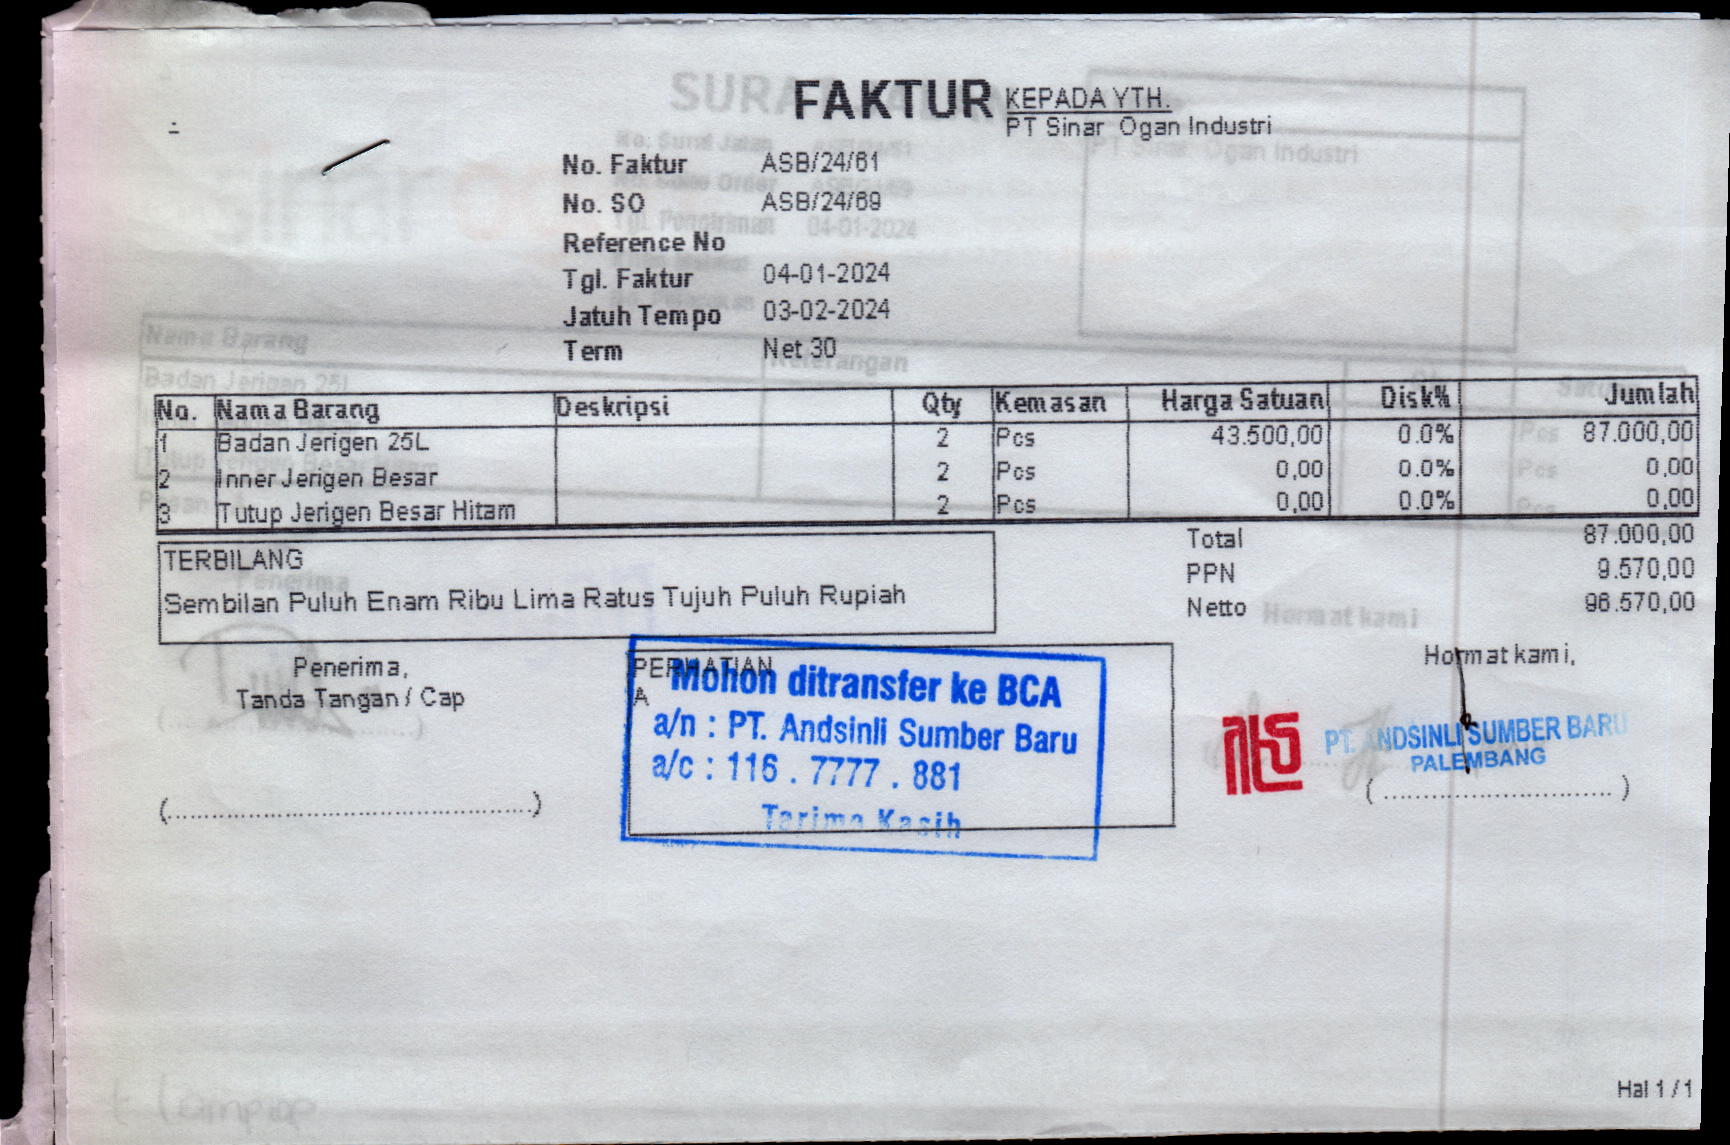 FAKTUR
KEPADA YTH.
PT Sinar Ogan Industri
No. Faktur ASB/24/61
No. SO ASB/24/69
Reference No
Tgl. Faktur 04-01-2024
Jatuh Tempo 03-02-2024
Term Net 30
No. Nama Barang Deskripsi Qty Kemasan Harga Satuan Disk% Jumlah
1 Badan Jerigen 25L 2 Pcs 43.500,00 0.0% 87.000,00
2 Inner Jerigen Besar 2 Pcs 0,00 0.0% 0,00
3 Tutup Jerigen Besar Hitam 2 Pcs 0,00 0.0% 0,00
Total 87.000,00
PPN 9.570,00
Netto 96.570,00
TERBILANG
Sembilan Puluh Enam Ribu Lima Ratus Tujuh Puluh Rupiah
Penerima,
Tanda Tangan / Cap
(..............................................)
PERHATIAN
A
Mohon ditransfer ke BCA
a/n : PT. Andsinli Sumber Baru
a/c : 116 . 7777 . 881
Terima Kasih
Hormat kami,
PT. ANDSINLI SUMBER BARU
PALEMBANG
( ............................... )
Hal 1 / 1